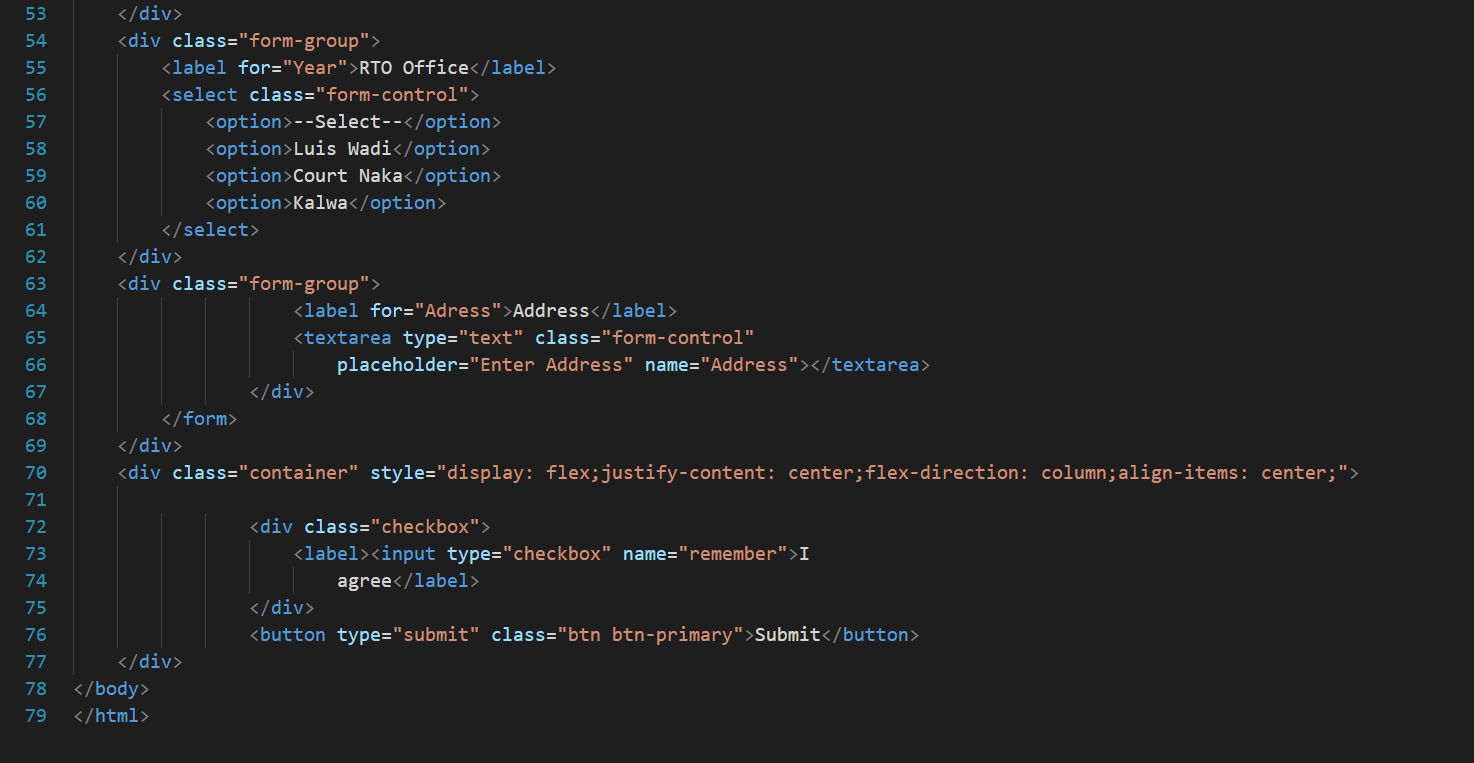 53 </div>
54 <div class="form-group">
55 <label for="Year">RTO Office</label>
56 <select class="form-control">
57 <option>--Select--</option>
58 <option>Luis Wadi</option>
59 <option>Court Naka</option>
60 <option>Kalwa</option>
61 </select>
62 </div>
63 <div class="form-group">
64 <label for="Adress">Address</label>
65 <textarea type="text" class="form-control"
66 placeholder="Enter Address" name="Address"></textarea>
67 </div>
68 </form>
69 </div>
70 <div class="container" style="display: flex;justify-content: center;flex-direction: column;align-items: center;">
71
72 <div class="checkbox">
73 <label><input type="checkbox" name="remember">I
74 agree</label>
75 </div>
76 <button type="submit" class="btn btn-primary">Submit</button>
77 </div>
78 </body>
79 </html>